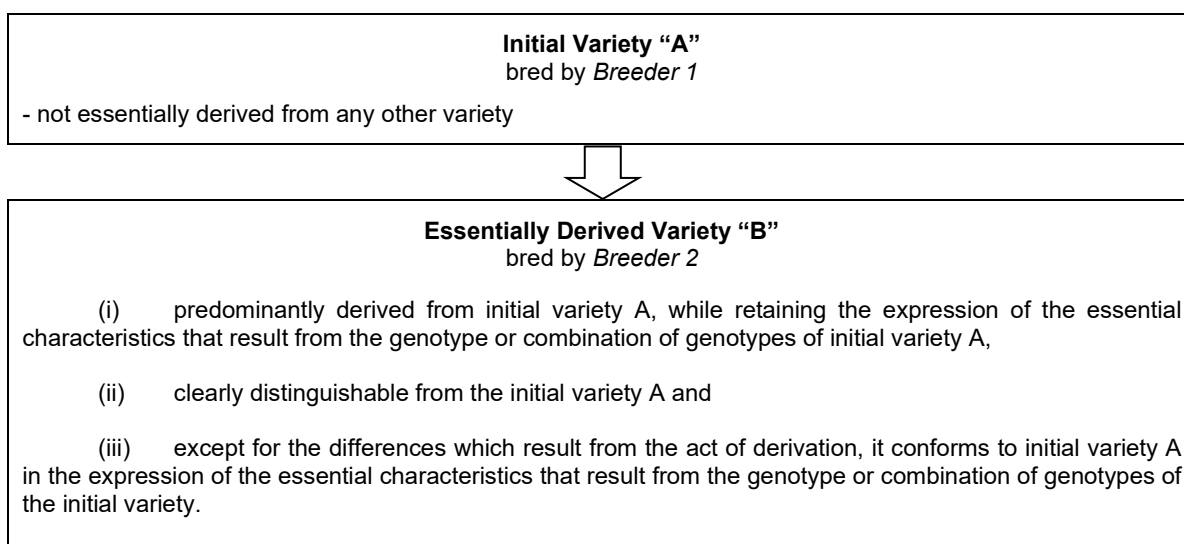 Initial Variety “A”
bred by Breeder 1
- not essentially derived from any other variety
Essentially Derived Variety “B”
bred by Breeder 2
(i) predominantly derived from initial variety A, while retaining the expression of the essential
characteristics that result from the genotype or combination of genotypes of initial variety A,
(ii) clearly distinguishable from the initial variety A and
(iii) except for the differences which result from the act of derivation, it conforms to initial variety A
in the expression of the essential characteristics that result from the genotype or combination of genotypes of
the initial variety.